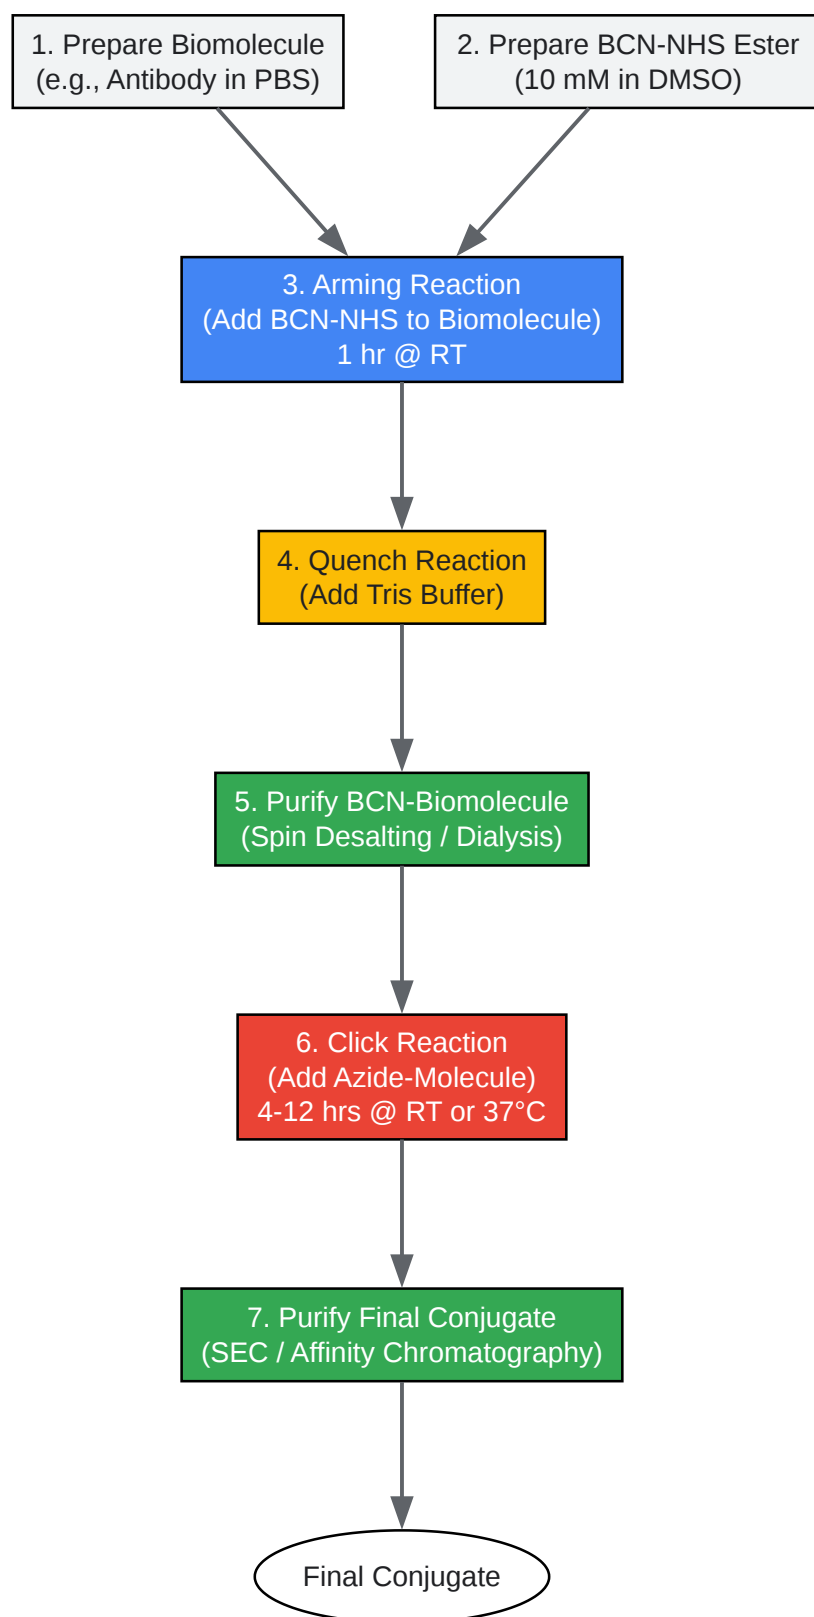 1. Prepare Biomolecule
(e.g., Antibody in PBS)
2. Prepare BCN-NHS Ester
(10 mM in DMSO)
3. Arming Reaction
(Add BCN-NHS to Biomolecule)
1 hr @ RT
4. Quench Reaction
(Add Tris Buffer)
5. Purify BCN-Biomolecule
(Spin Desalting / Dialysis)
6. Click Reaction
(Add Azide-Molecule)
4-12 hrs @ RT or 37°C
7. Purify Final Conjugate
(SEC / Affinity Chromatography)
Final Conjugate